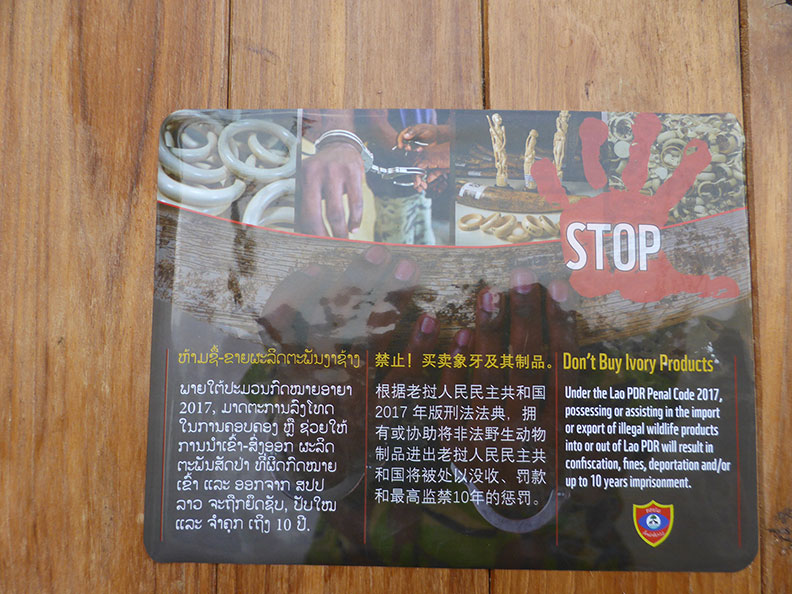 STOP
ຫ້າມຊື້-ຂາຍຜະລິດຕະພັນງາຊ້າງ
ພາຍໃຕ້ປະມວນກົດໝາຍອາຍາ
2017, ມາດຕະການລົງໂທດ
ໃນການຄອບຄອງ ຫຼື ຊ່ວຍໃຫ້
ການນຳເຂົ້າ-ສົ່ງອອກ ຜະລິດ
ຕະພັນສັດປ່າ ທີ່ຜິດກົດໝາຍ
ເຂົ້າ ແລະ ອອກຈາກ ສປປ
ລາວ ຈະຖືກຍຶດຊັບ, ປັບໃໝ
ແລະ ຈຳຄຸກ ເຖິງ 10 ປີ.
禁止！买卖象牙及其制品。
根据老挝人民民主共和国
2017 年版刑法法典，拥
有或协助将非法野生动物
制品进出老挝人民民主共
和国将被处以没收、罚款
和最高监禁10年的惩罚。
Don't Buy Ivory Products
Under the Lao PDR Penal Code 2017,
possessing or assisting in the import
or export of illegal wildlife products
into or out of Lao PDR will result in
confiscation, fines, deportation and/or
up to 10 years imprisonment.